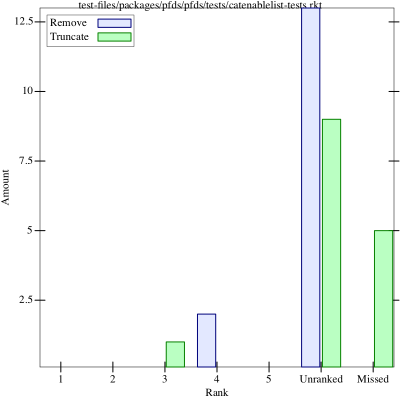 test-files/packages/pfds/pfds/tests/catenablelist-tests.rkt
Remove
Truncate
12.5
10
7.5
5
2.5
Amount
1 2 3 4 5 Unranked Missed
Rank